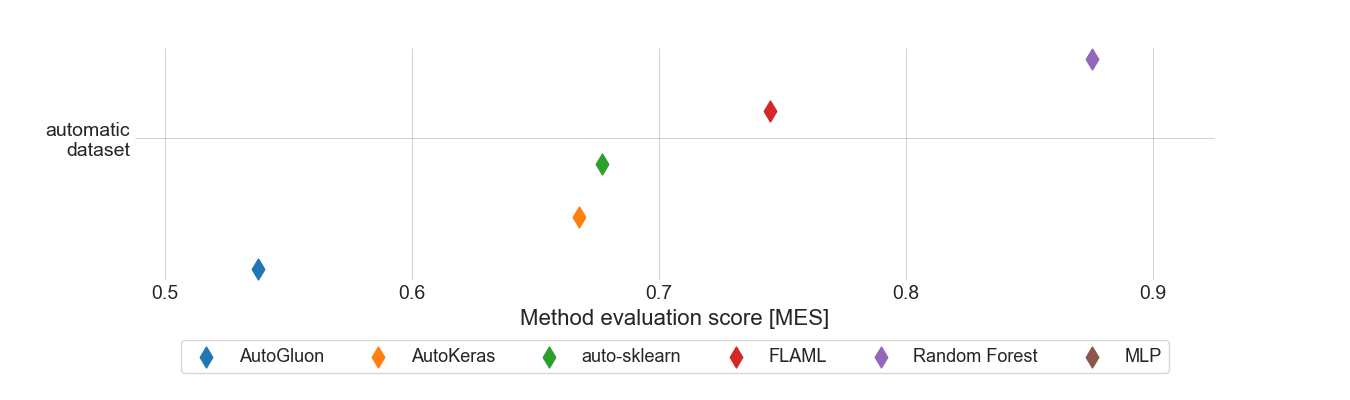 automatic
dataset
0.5 0.6 0.7 0.8 0.9
Method evaluation score [MES]
AutoGluon AutoKeras auto-sklearn FLAML Random Forest MLP